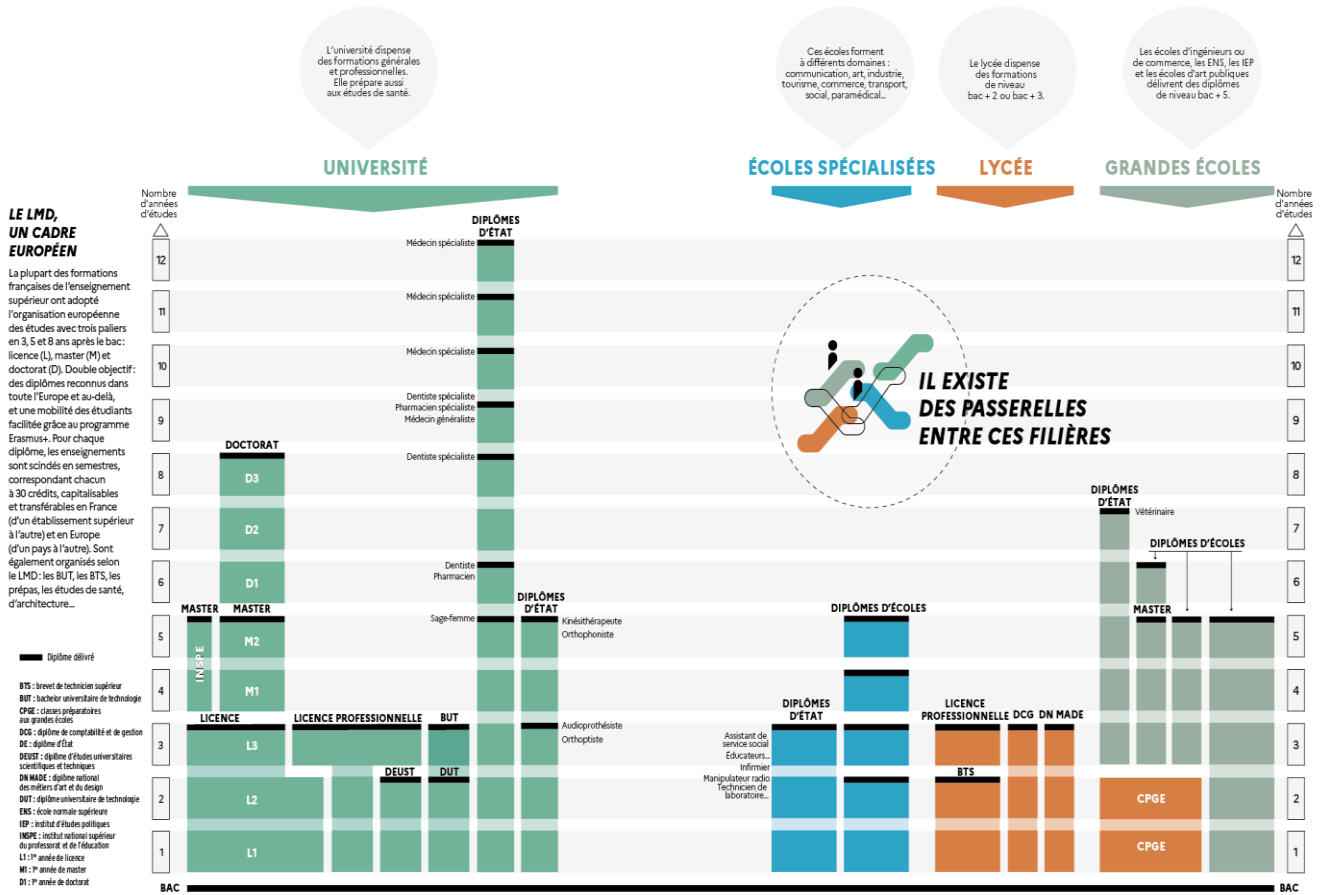 L'université dispense
des formations générales
et professionnelles.
Elle prépare aussi
aux études de santé.
Ces écoles forment
à différents domaines :
communication, art, industrie,
tourisme, commerce, transport,
social, paramédical...
Le lycée dispense
des formations
de niveau
bac + 2 ou bac + 3.
Les écoles d'ingénieurs ou
de commerce, les ENS, les IEP
et les écoles d'art publiques
délivrent des diplômes
de niveau bac + 5.
UNIVERSITÉ
ÉCOLES SPÉCIALISÉES
LYCÉE
GRANDES ÉCOLES
Nombre
d'années
d'études
12
11
10
9
8
7
6
5
4
3
2
1
LE LMD,
UN CADRE
EUROPÉEN
La plupart des formations
françaises de l'enseignement
supérieur ont adopté
l'organisation européenne
des études avec trois paliers
en 3, 5 et 8 ans après le bac :
licence (L), master (M) et
doctorat (D). Double objectif :
des diplômes reconnus dans
toute l'Europe et au-delà,
et une mobilité des étudiants
facilitée grâce au programme
Erasmus+. Pour chaque
diplôme, les enseignements
sont scindés en semestres,
correspondant chacun
à 30 crédits, capitalisables
et transférables en France
(d'un établissement supérieur
à l'autre) et en Europe
(d'un pays à l'autre). Sont
également organisés selon
le LMD : les BUT, les BTS, les
prépas, les études de santé,
d'architecture...
Diplôme délivré
BTS : brevet de technicien supérieur
BUT : bachelor universitaire de technologie
CPGE : classes préparatoires
aux grandes écoles
DCG : diplôme de comptabilité et de gestion
DE : diplôme d'État
DEUST : diplôme d'études universitaires
scientifiques et techniques
DN MADE : diplôme national
des métiers d'art et du design
DUT : diplôme universitaire de technologie
ENS : école normale supérieure
IEP : institut d'études politiques
INSPE : institut national supérieur
du professorat et de l'éducation
L1 : 1re année de licence
M1 : 1re année de master
D1 : 1re année de doctorat
DIPLÔMES
D'ÉTAT
Médecin spécialiste
Médecin spécialiste
Médecin spécialiste
Dentiste spécialiste
Pharmacien spécialiste
Médecin généraliste
Dentiste spécialiste
Dentiste
Pharmacien
Sage-femme
DOCTORAT
D3
D2
D1
MASTER
MASTER
INSPE
M2
M1
LICENCE
LICENCE PROFESSIONNELLE
BUT
L3
DEUST
DUT
L2
L1
DIPLÔMES
D'ÉTAT
Kinésithérapeute
Orthophoniste
Audioprothésiste
Orthoptiste
IL EXISTE
DES PASSERELLES
ENTRE CES FILIÈRES
DIPLÔMES D'ÉCOLES
DIPLÔMES
D'ÉTAT
Assistant de
service social
Éducateurs...
Infirmier
Manipulateur radio
Technicien de
laboratoire...
LICENCE
PROFESSIONNELLE
DCG
DN MADE
BTS
DIPLÔMES
D'ÉTAT
Vétérinaire
DIPLÔMES D'ÉCOLES
MASTER
CPGE
CPGE
Nombre
d'années
d'études
12
11
10
9
8
7
6
5
4
3
2
1
BAC
BAC